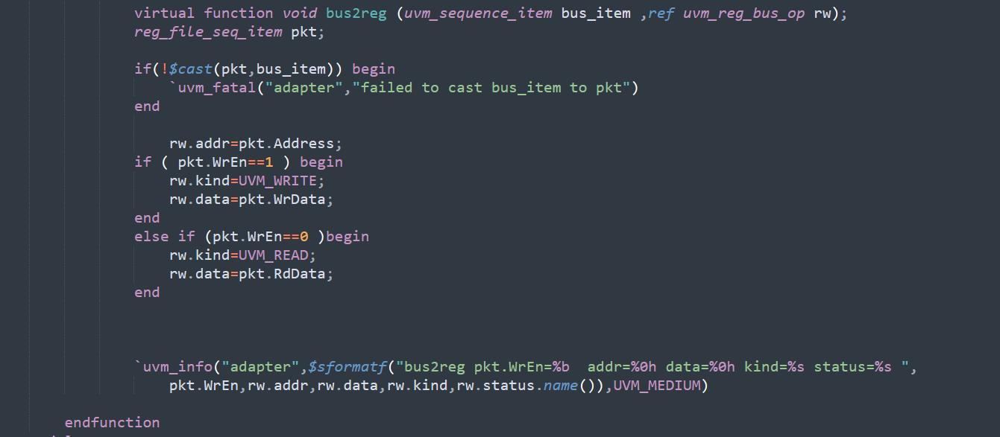 virtual function void bus2reg (uvm_sequence_item bus_item ,ref uvm_reg_bus_op rw);
reg_file_seq_item pkt;
if(!$cast(pkt,bus_item)) begin
`uvm_fatal("adapter","failed to cast bus_item to pkt")
end
rw.addr=pkt.Address;
if ( pkt.WrEn==1 ) begin
rw.kind=UVM_WRITE;
rw.data=pkt.WrData;
end
else if (pkt.WrEn==0 )begin
rw.kind=UVM_READ;
rw.data=pkt.RdData;
end
`uvm_info("adapter",$sformatf("bus2reg pkt.WrEn=%b  addr=%0h data=%0h kind=%s status=%s ",
pkt.WrEn,rw.addr,rw.data,rw.kind,rw.status.name()),UVM_MEDIUM)
endfunction